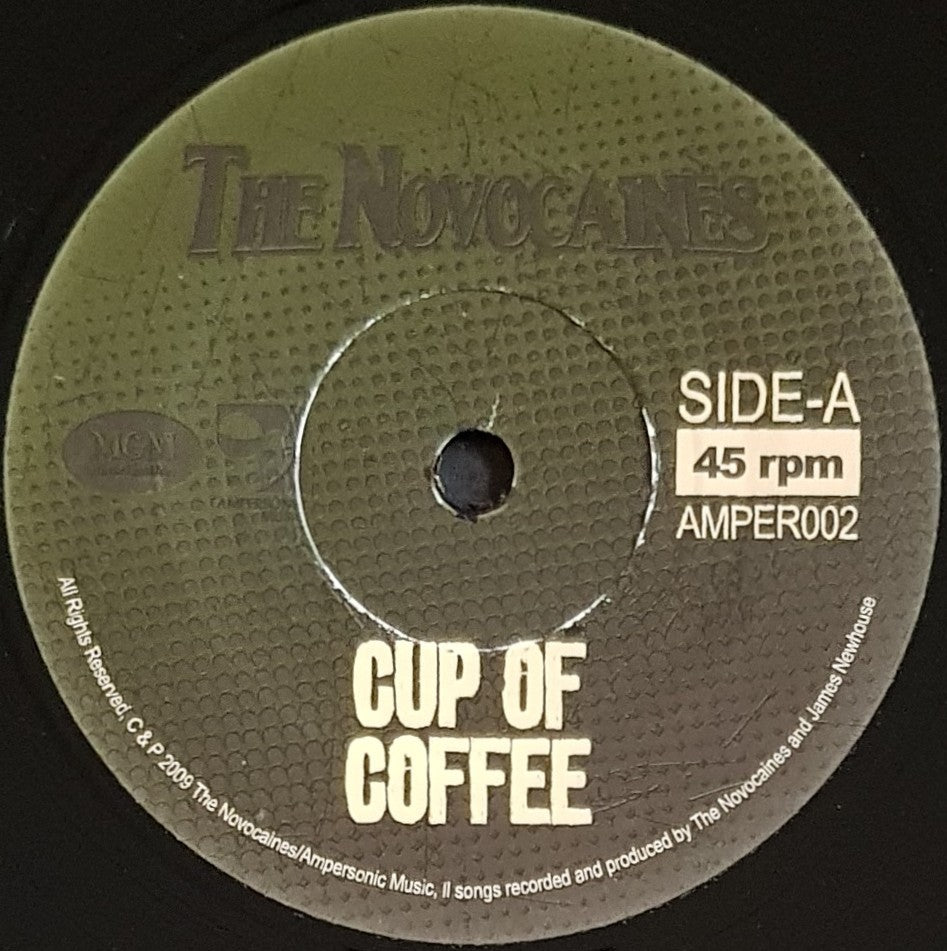 THE NOVOCAINES
MGM
SIDE-A
45 rpm
AMPER002
CUP OF
COFFEE
All Rights Reserved, C & P 2009 The Novocaines/Ampersonic Music, ll songs recorded and produced by The Novocaines and James Newhouse